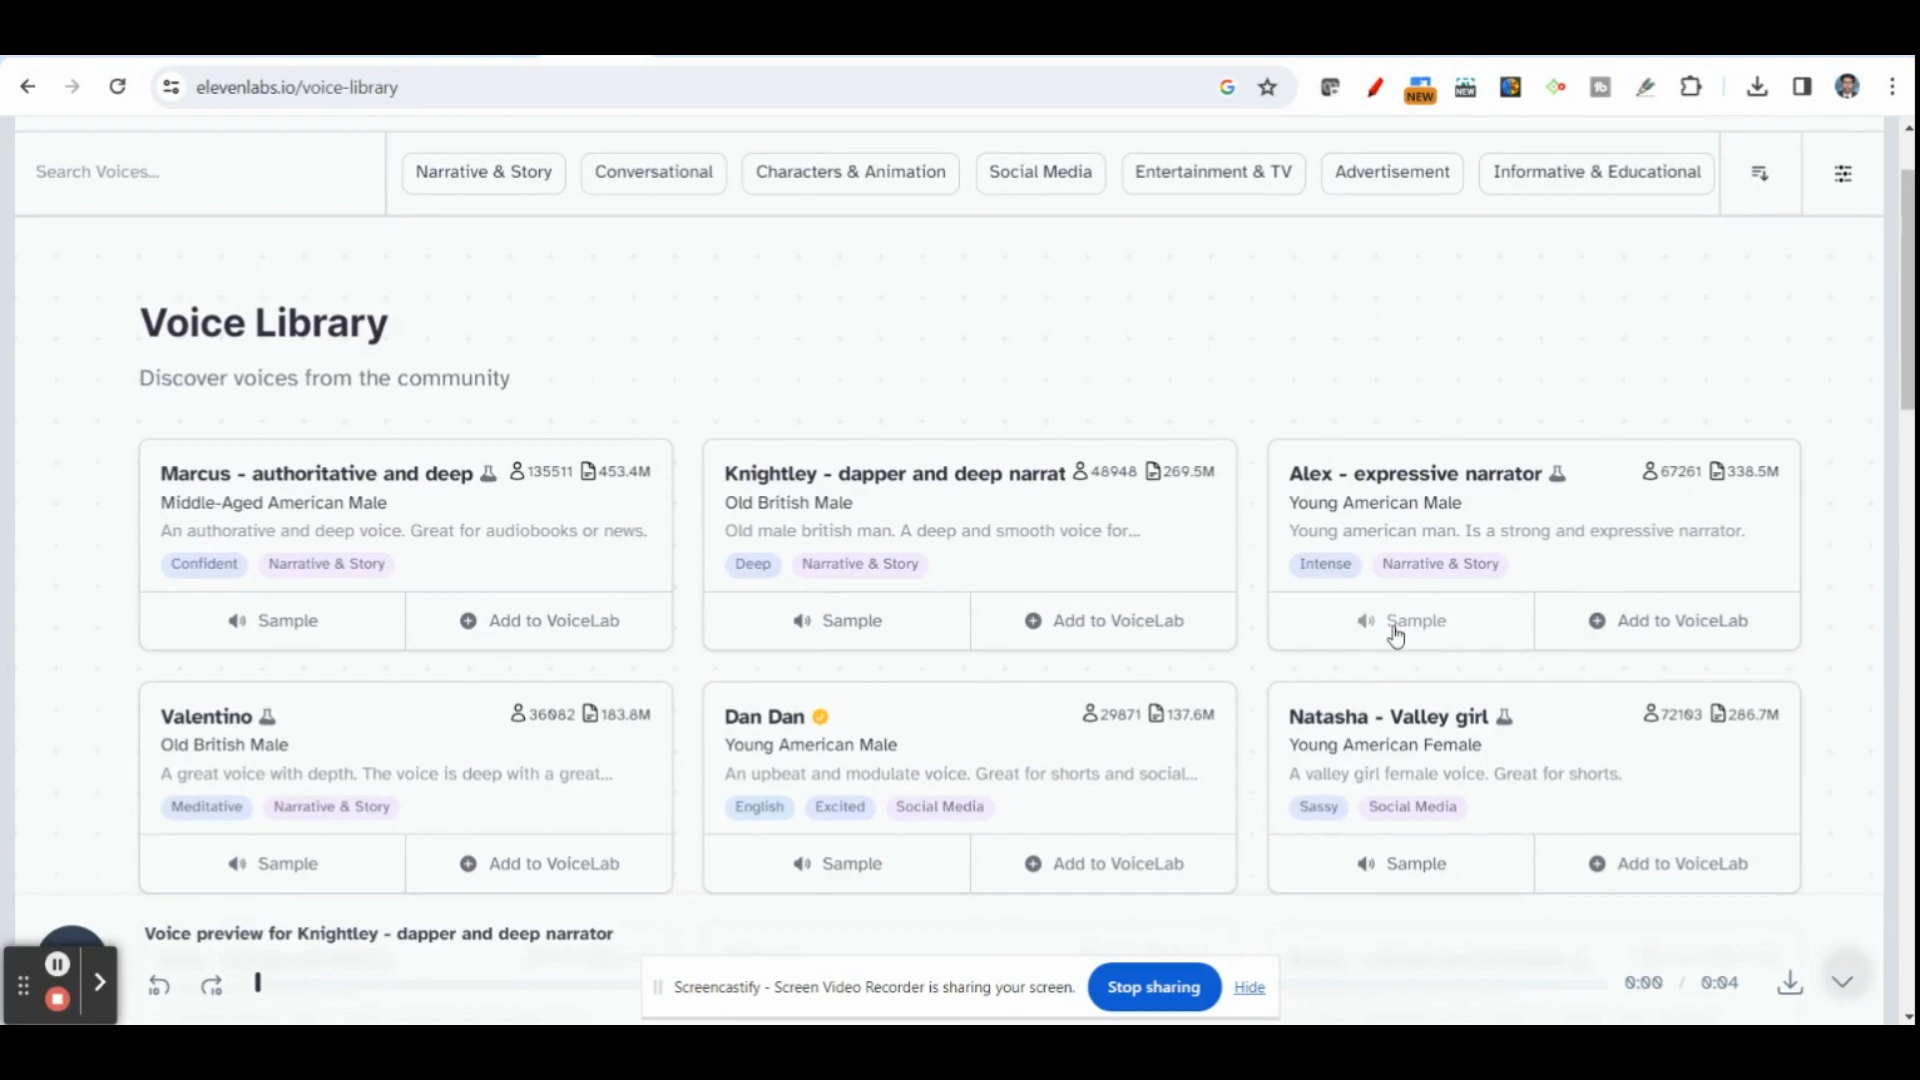 elevenlabs.io/voice-library
NEW
NEW
Search Voices...
Narrative & Story
Conversational
Characters & Animation
Social Media
Entertainment & TV
Advertisement
Informative & Educational
Voice Library
Discover voices from the community
Marcus - authoritative and deep 135511 453.4M
Middle-Aged American Male
An authorative and deep voice. Great for audiobooks or news.
Confident Narrative & Story
Sample Add to VoiceLab
Knightley - dapper and deep narrat 48948 269.5M
Old British Male
Old male british man. A deep and smooth voice for...
Deep Narrative & Story
Sample Add to VoiceLab
Alex - expressive narrator 67261 338.5M
Young American Male
Young american man. Is a strong and expressive narrator.
Intense Narrative & Story
Sample Add to VoiceLab
Valentino 36082 183.8M
Old British Male
A great voice with depth. The voice is deep with a great...
Meditative Narrative & Story
Sample Add to VoiceLab
Dan Dan 29871 137.6M
Young American Male
An upbeat and modulate voice. Great for shorts and social...
English Excited Social Media
Sample Add to VoiceLab
Natasha - Valley girl 72103 286.7M
Young American Female
A valley girl female voice. Great for shorts.
Sassy Social Media
Sample Add to VoiceLab
Voice preview for Knightley - dapper and deep narrator
10 10
0:00 / 0:04
Screencastify - Screen Video Recorder is sharing your screen. Stop sharing Hide